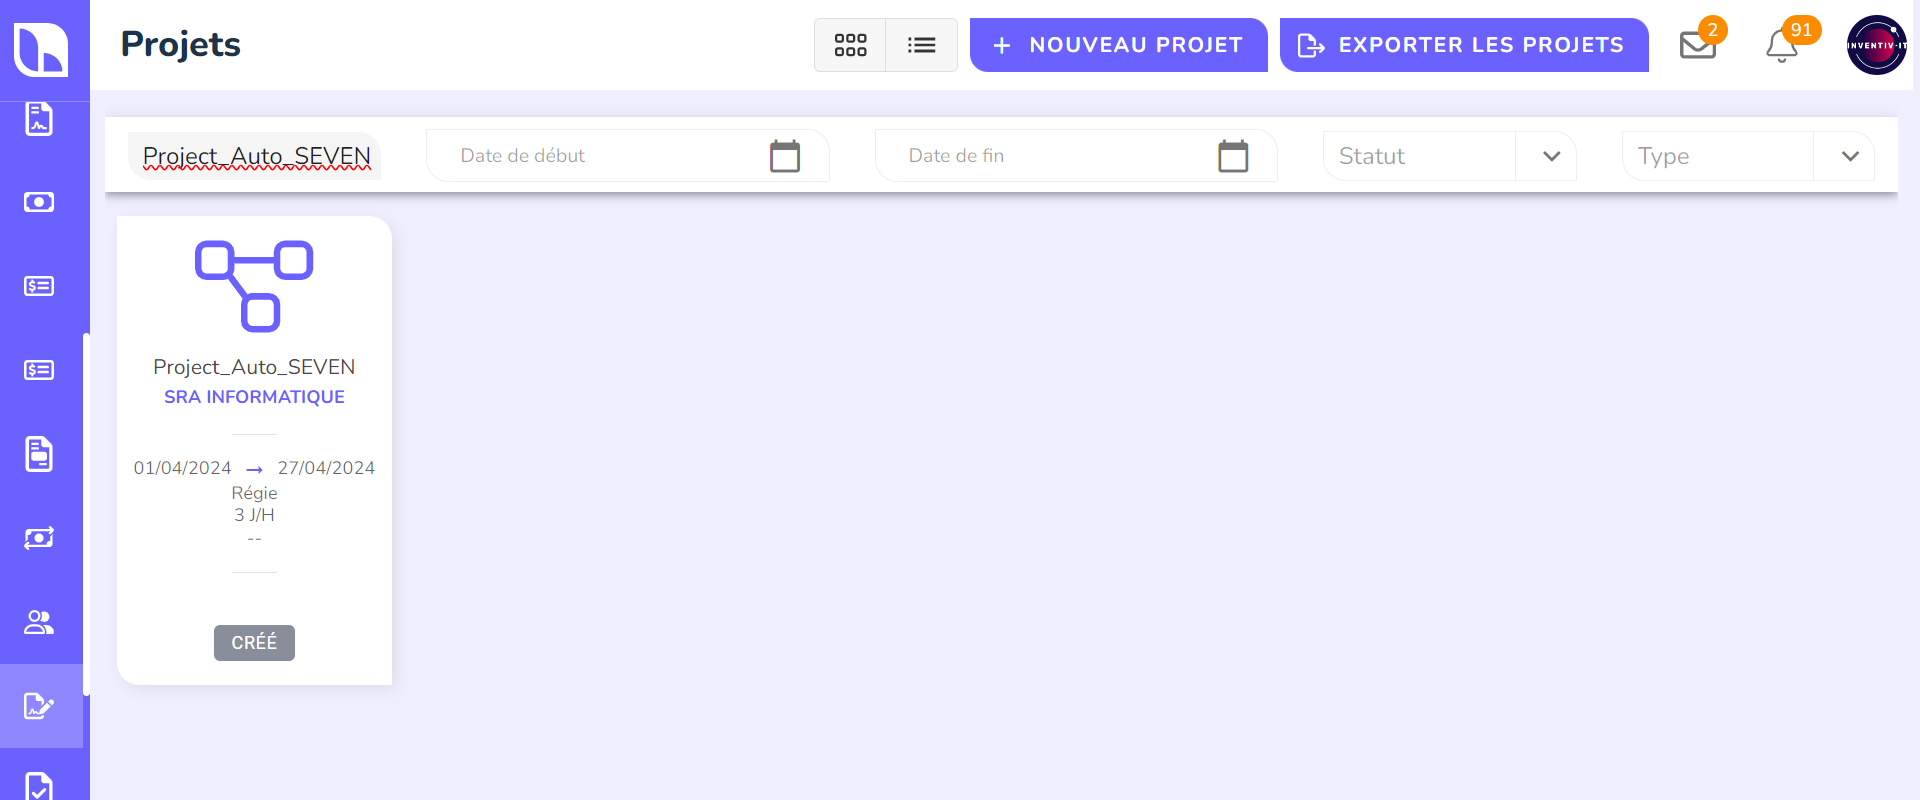 Projets
NOUVEAU PROJET
EXPORTER LES PROJETS
2
91
INVENTIV-IT
Project_Auto_SEVEN
Date de début
Date de fin
Statut
Type
Project_Auto_SEVEN
SRA INFORMATIQUE
01/04/2024 → 27/04/2024
Régie
3 J/H
--
CRÉÉ